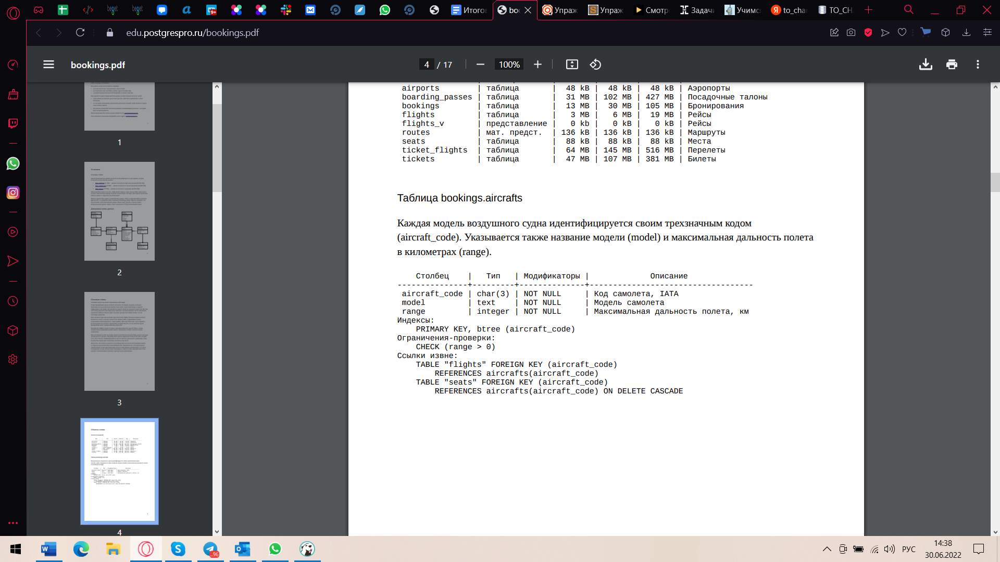 Итого
boo
Упраж
Упраж
Смотр
Задачи
Учимс
to_char
TO_CH
edu.postgrespro.ru/bookings.pdf
bookings.pdf
4 / 17
100%
airports | таблица | 48 kB | 48 kB | 48 kB | Аэропорты
boarding_passes | таблица | 31 MB | 102 MB | 427 MB | Посадочные талоны
bookings | таблица | 13 MB | 30 MB | 105 MB | Бронирования
flights | таблица | 3 MB | 6 MB | 19 MB | Рейсы
flights_v | представление | 0 kb | 0 kB | 0 kB | Рейсы
routes | мат. предст. | 136 kB | 136 kB | 136 kB | Маршруты
seats | таблица | 88 kB | 88 kB | 88 kB | Места
ticket_flights | таблица | 64 MB | 145 MB | 516 MB | Перелеты
tickets | таблица | 47 MB | 107 MB | 381 MB | Билеты
Таблица bookings.aircrafts
Каждая модель воздушного судна идентифицируется своим трехзначным кодом
(aircraft_code). Указывается также название модели (model) и максимальная дальность полета
в километрах (range).
Столбец | Тип | Модификаторы | Описание
---------------+---------+--------------+-----------------------------------
aircraft_code | char(3) | NOT NULL | Код самолета, IATA
model | text | NOT NULL | Модель самолета
range | integer | NOT NULL | Максимальная дальность полета, км
Индексы:
PRIMARY KEY, btree (aircraft_code)
Ограничения-проверки:
CHECK (range > 0)
Ссылки извне:
TABLE "flights" FOREIGN KEY (aircraft_code)
REFERENCES aircrafts(aircraft_code)
TABLE "seats" FOREIGN KEY (aircraft_code)
REFERENCES aircrafts(aircraft_code) ON DELETE CASCADE
1
2
3
4
РУС
14:38
30.06.2022